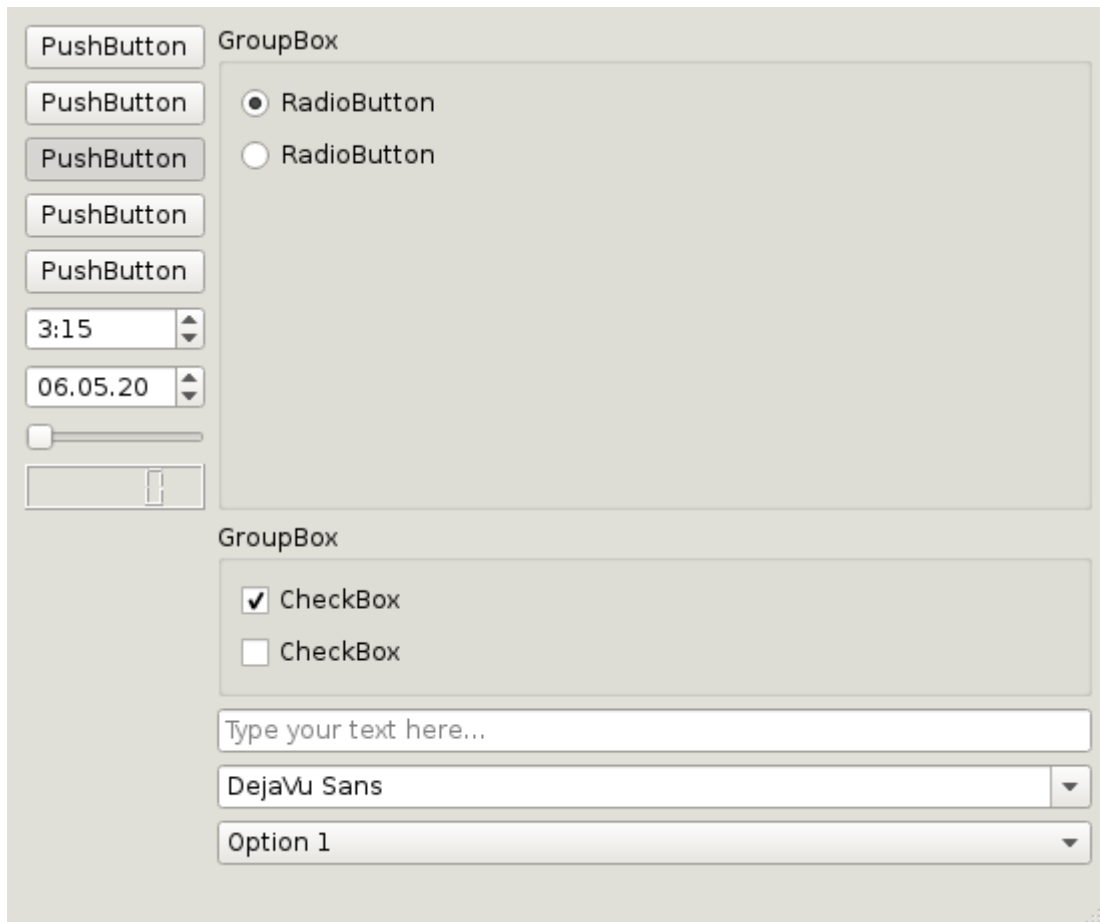 PushButton
PushButton
PushButton
PushButton
PushButton
3:15
06.05.20
GroupBox
RadioButton
RadioButton
GroupBox
CheckBox
CheckBox
Type your text here...
DejaVu Sans
Option 1